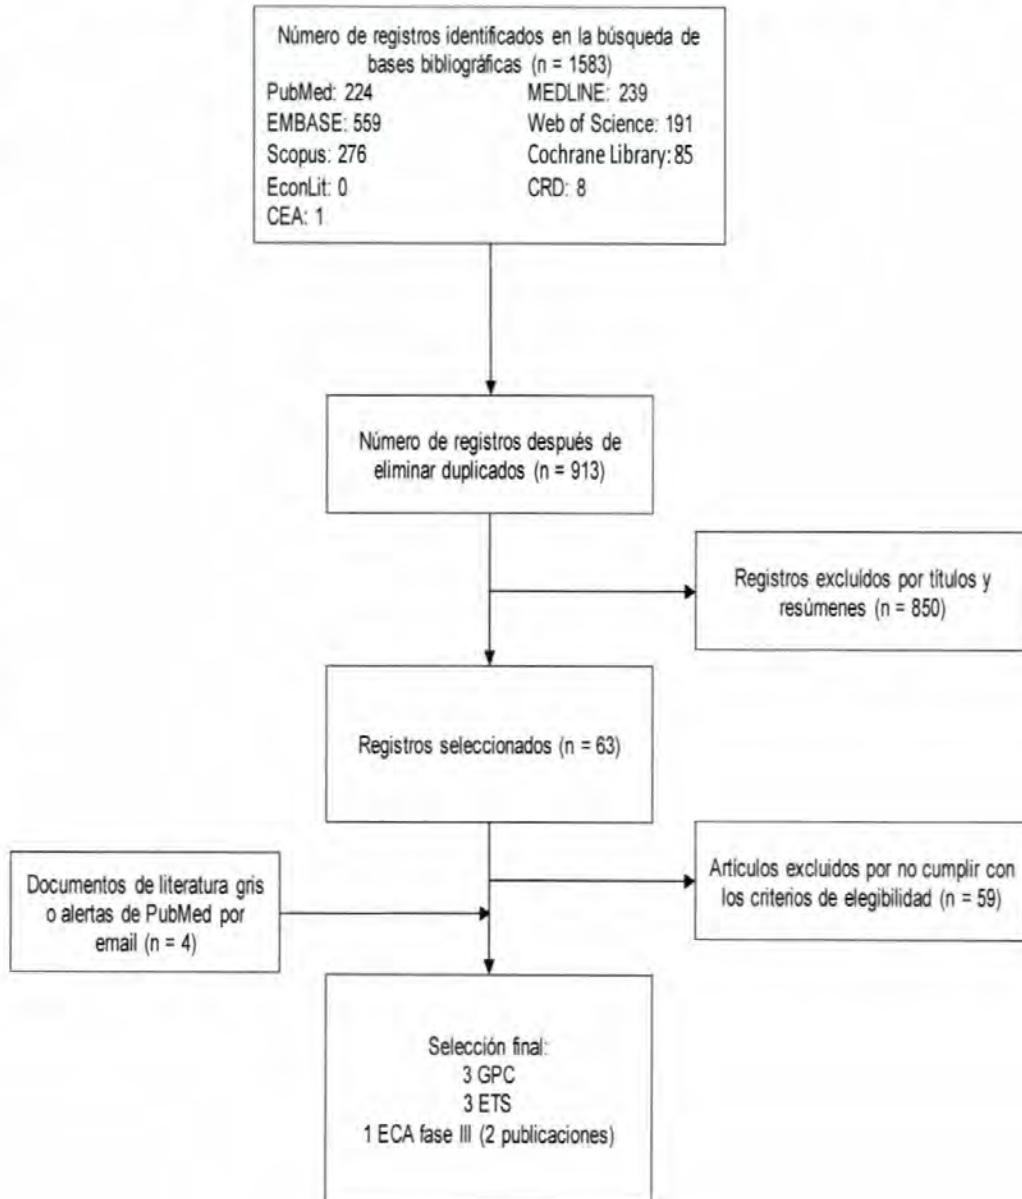 Número de registros identificados en la búsqueda de
bases bibliográficas (n = 1583)
PubMed: 224 MEDLINE: 239
EMBASE: 559 Web of Science: 191
Scopus: 276 Cochrane Library: 85
EconLit: 0 CRD: 8
CEA: 1
Número de registros después de
eliminar duplicados (n = 913)
Registros excluídos por títulos y
resúmenes (n = 850)
Registros seleccionados (n = 63)
Documentos de literatura gris
o alertas de PubMed por
email (n = 4)
Artículos excluidos por no cumplir con
los criterios de elegibilidad (n = 59)
Selección final:
3 GPC
3 ETS
1 ECA fase III (2 publicaciones)